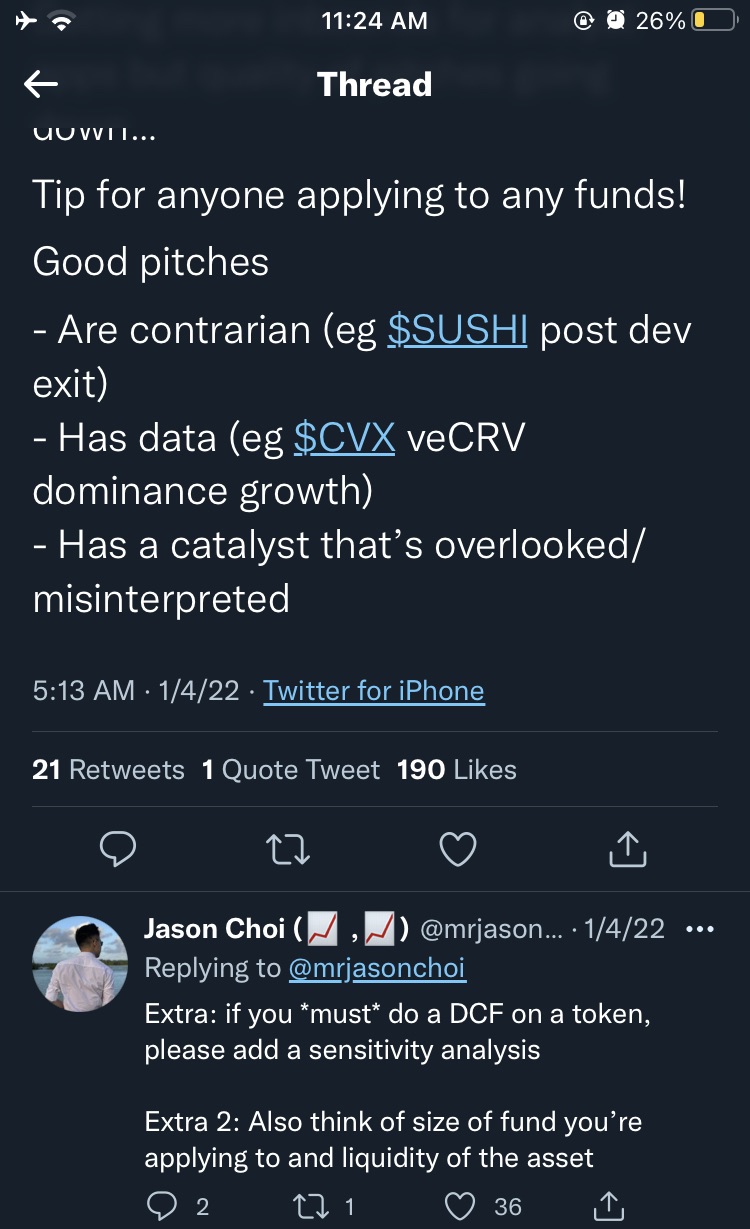 11:24 AM
26%
Thread
down...
Tip for anyone applying to any funds!
Good pitches
- Are contrarian (eg $SUSHI post dev
exit)
- Has data (eg $CVX veCRV
dominance growth)
- Has a catalyst that’s overlooked/
misinterpreted
5:13 AM · 1/4/22 · Twitter for iPhone
21 Retweets 1 Quote Tweet 190 Likes
Jason Choi (📈 ,📈) @mrjason... · 1/4/22
Replying to @mrjasonchoi
Extra: if you *must* do a DCF on a token,
please add a sensitivity analysis
Extra 2: Also think of size of fund you’re
applying to and liquidity of the asset
2 1 36